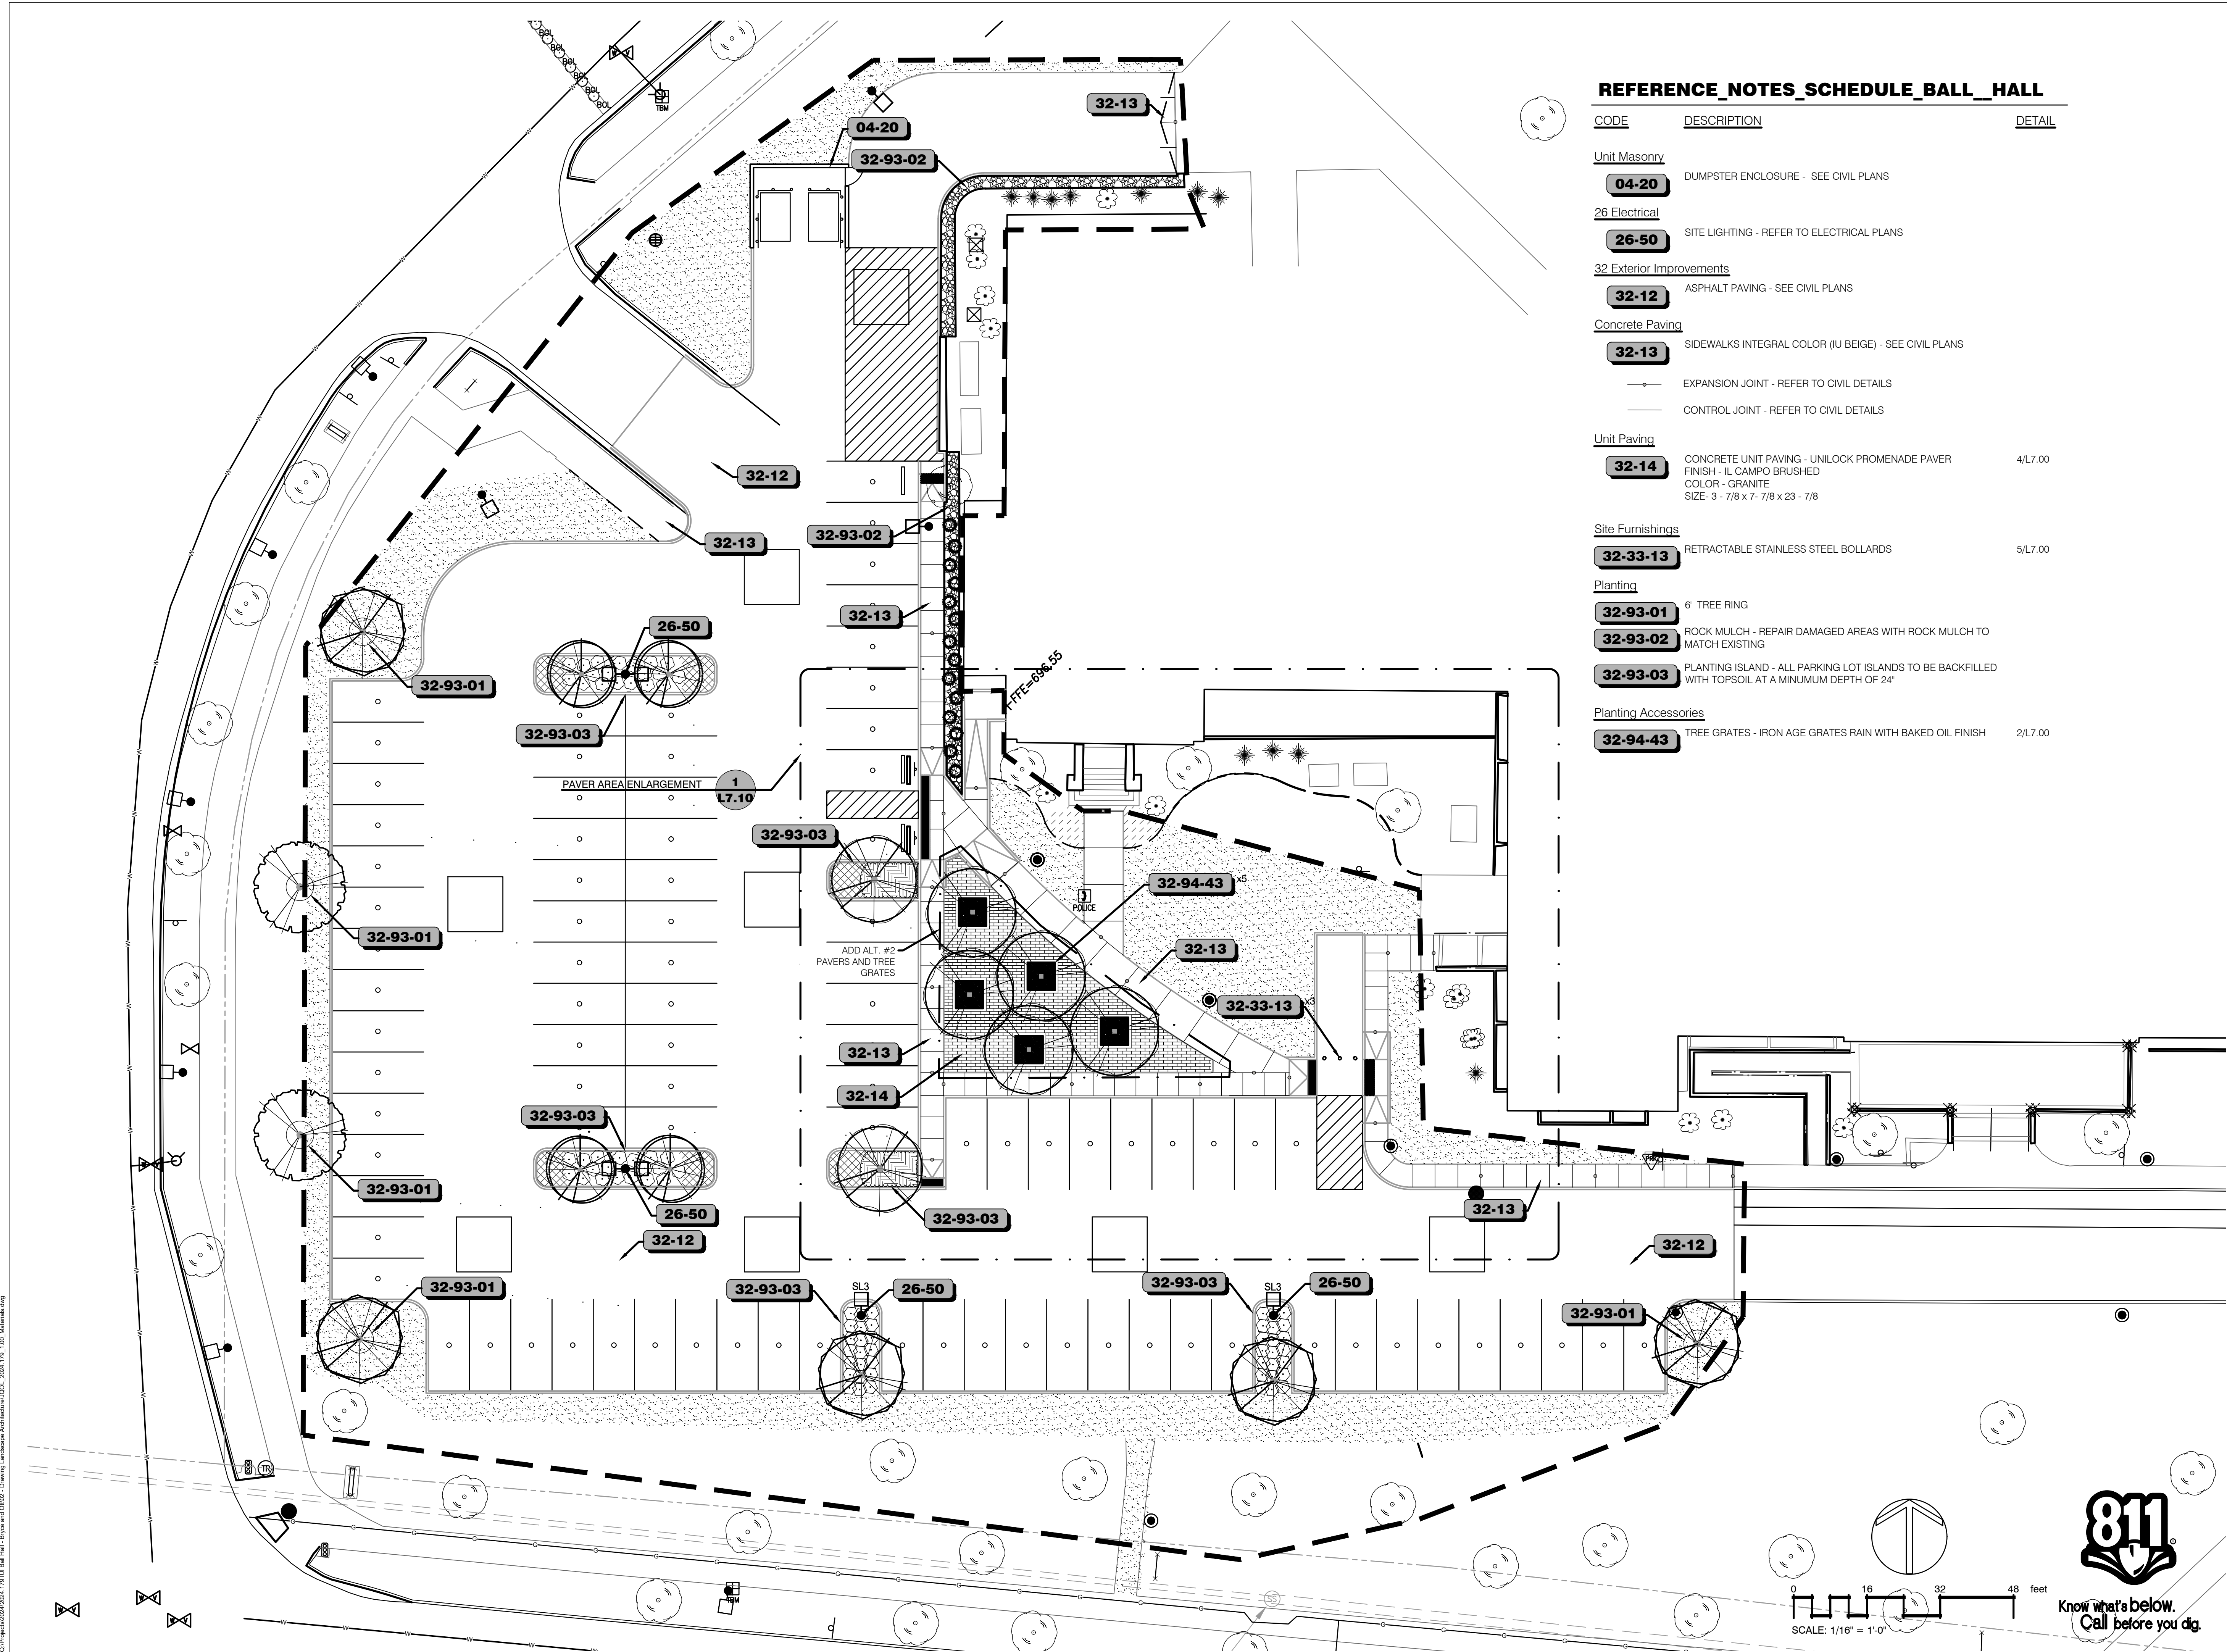 REFERENCE_NOTES_SCHEDULE_BALL__HALL
CODE DESCRIPTION DETAIL
Unit Masonry
04-20 DUMPSTER ENCLOSURE - SEE CIVIL PLANS
26 Electrical
26-50 SITE LIGHTING - REFER TO ELECTRICAL PLANS
32 Exterior Improvements
32-12 ASPHALT PAVING - SEE CIVIL PLANS
Concrete Paving
32-13 SIDEWALKS INTEGRAL COLOR (IU BEIGE) - SEE CIVIL PLANS
EXPANSION JOINT - REFER TO CIVIL DETAILS
CONTROL JOINT - REFER TO CIVIL DETAILS
Unit Paving
32-14 CONCRETE UNIT PAVING - UNILOCK PROMENADE PAVER 4/L7.00
FINISH - IL CAMPO BRUSHED
COLOR - GRANITE
SIZE- 3 - 7/8 x 7- 7/8 x 23 - 7/8
Site Furnishings
32-33-13 RETRACTABLE STAINLESS STEEL BOLLARDS 5/L7.00
Planting
32-93-01 6' TREE RING
32-93-02 ROCK MULCH - REPAIR DAMAGED AREAS WITH ROCK MULCH TO
MATCH EXISTING
32-93-03 PLANTING ISLAND - ALL PARKING LOT ISLANDS TO BE BACKFILLED
WITH TOPSOIL AT A MINUMUM DEPTH OF 24"
Planting Accessories
32-94-43 TREE GRATES - IRON AGE GRATES RAIN WITH BAKED OIL FINISH 2/L7.00
BOL
BOL
BOL
BOL
BOL
TBM
32-13
04-20
32-93-02
32-12
32-13
32-93-02
32-13
26-50
32-93-01
32-93-03
FFE=696.55
PAVER AREA ENLARGEMENT
1
L7.10
32-93-03
32-94-43 x5
POLICE
32-93-01
ADD ALT. #2
PAVERS AND TREE
GRATES
32-13
32-33-13 x3
32-13
32-14
32-93-03
32-93-01
26-50
32-93-03
32-12
32-13
32-12
32-93-01
32-93-03
SL3
26-50
32-93-03
SL3
26-50
32-93-01
TR
TBM
SS
0 16 32 48 feet
SCALE: 1/16" = 1'-0"
811
Know what's below.
Call before you dig.